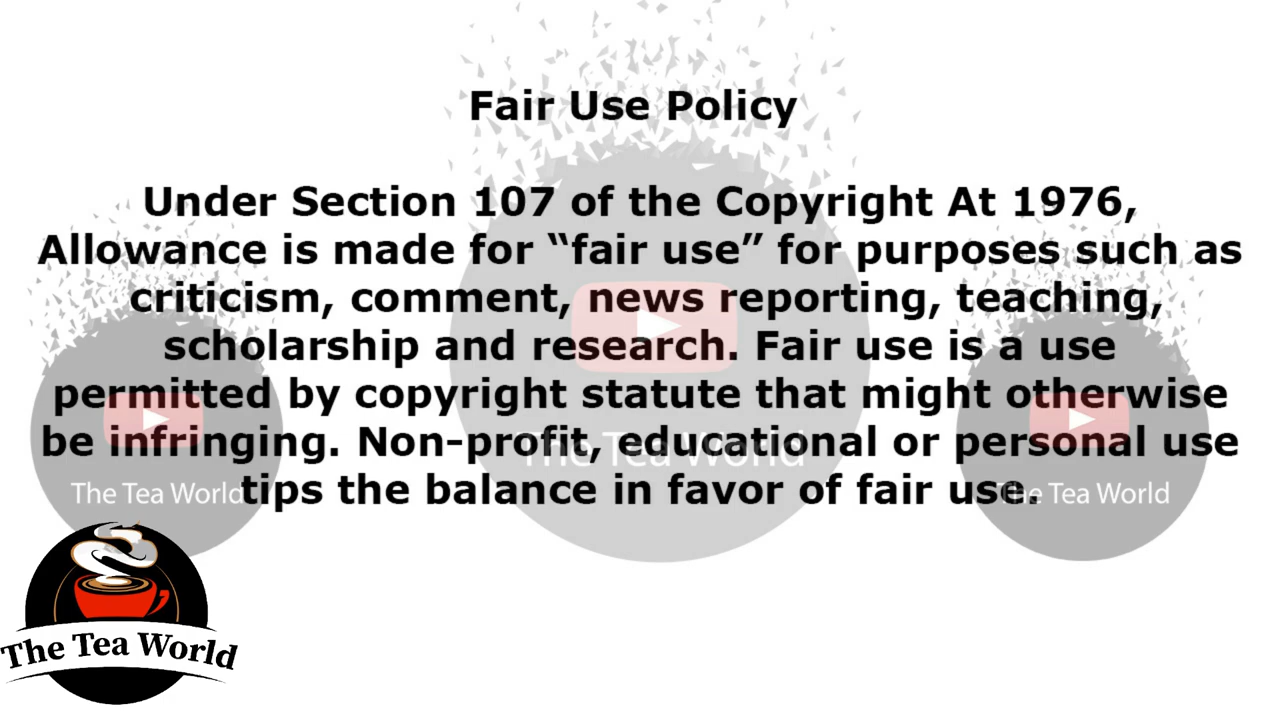 Fair Use Policy
Under Section 107 of the Copyright At 1976,
Allowance is made for “fair use” for purposes such as
criticism, comment, news reporting, teaching,
scholarship and research. Fair use is a use
permitted by copyright statute that might otherwise
be infringing. Non-profit, educational or personal use
The Tea World
tips the balance in favor of fair use.
The Tea World
The Tea World
The Tea World